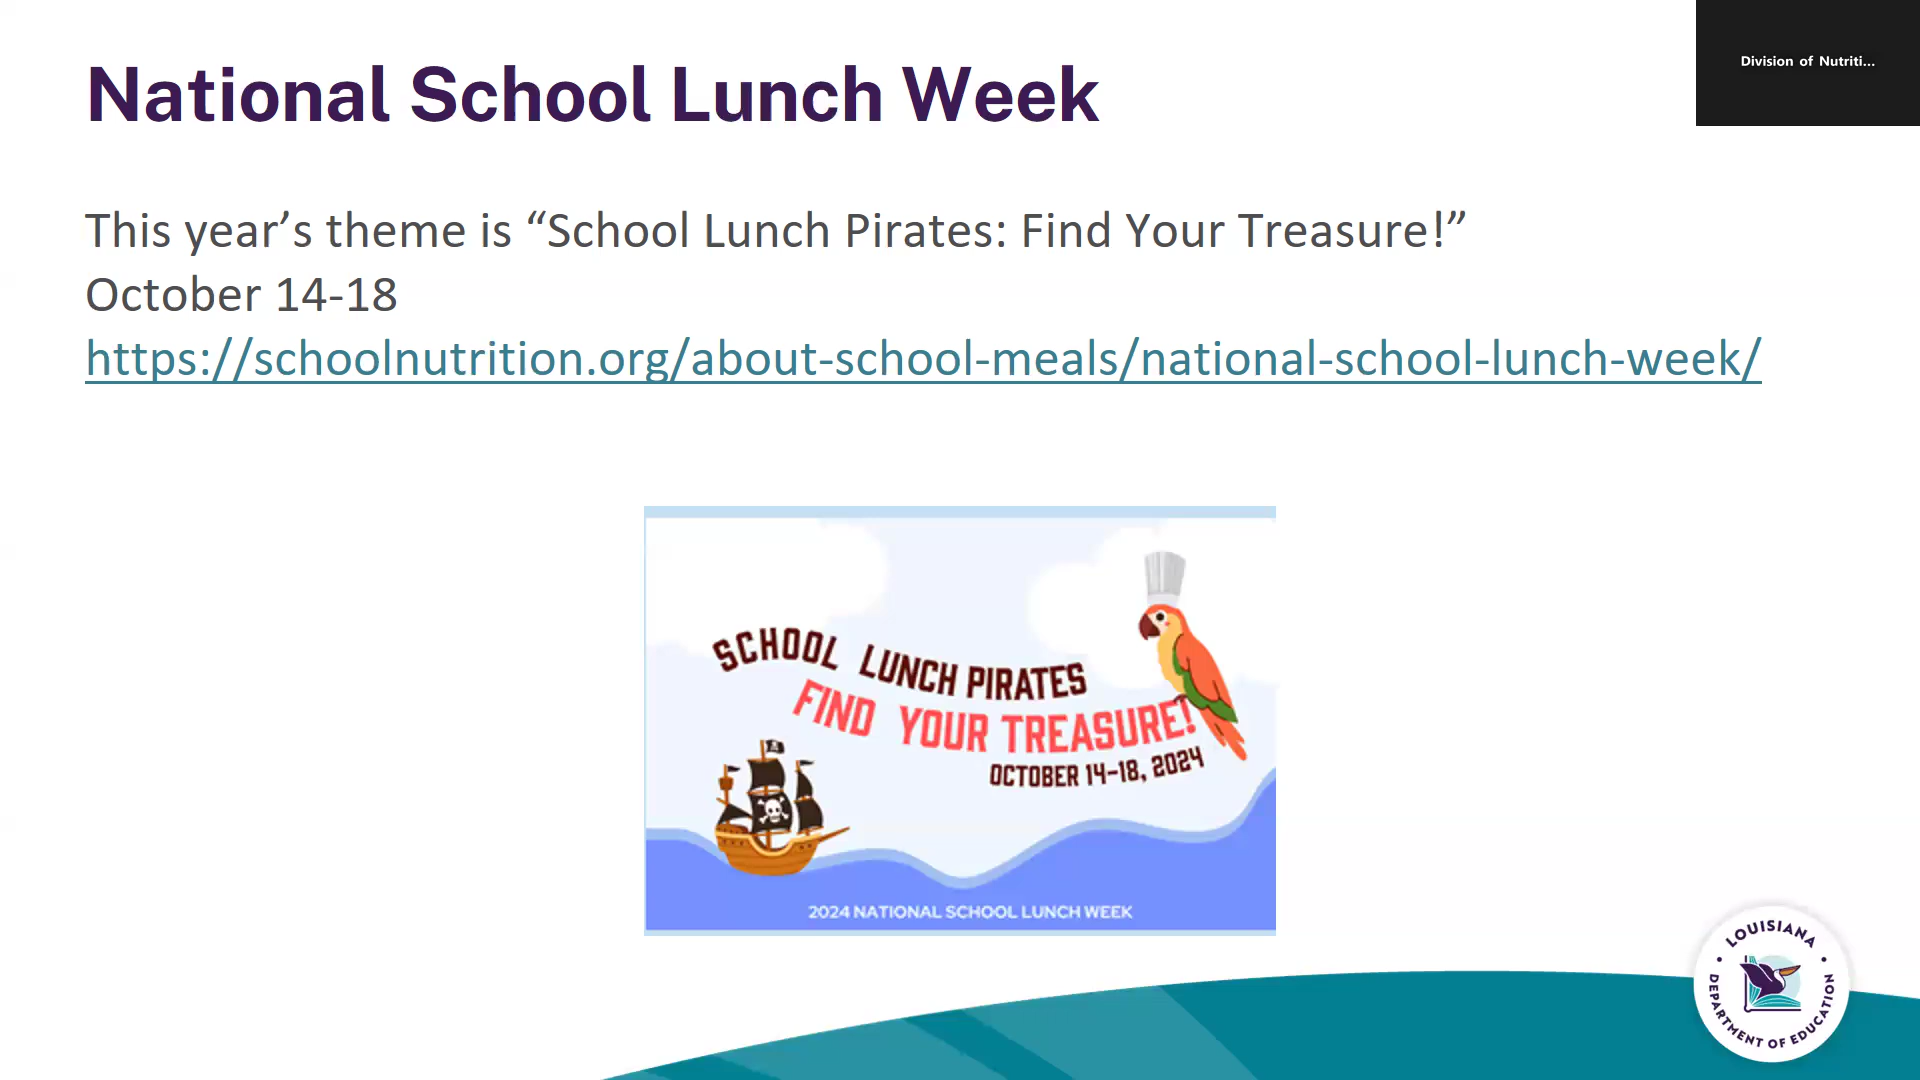 National School Lunch Week
Division of Nutriti...
This year’s theme is “School Lunch Pirates: Find Your Treasure!”
October 14-18
https://schoolnutrition.org/about-school-meals/national-school-lunch-week/
SCHOOL LUNCH PIRATES
FIND YOUR TREASURE!
OCTOBER 14-18, 2024
2024 NATIONAL SCHOOL LUNCH WEEK
LOUISIANA
DEPARTMENT OF EDUCATION